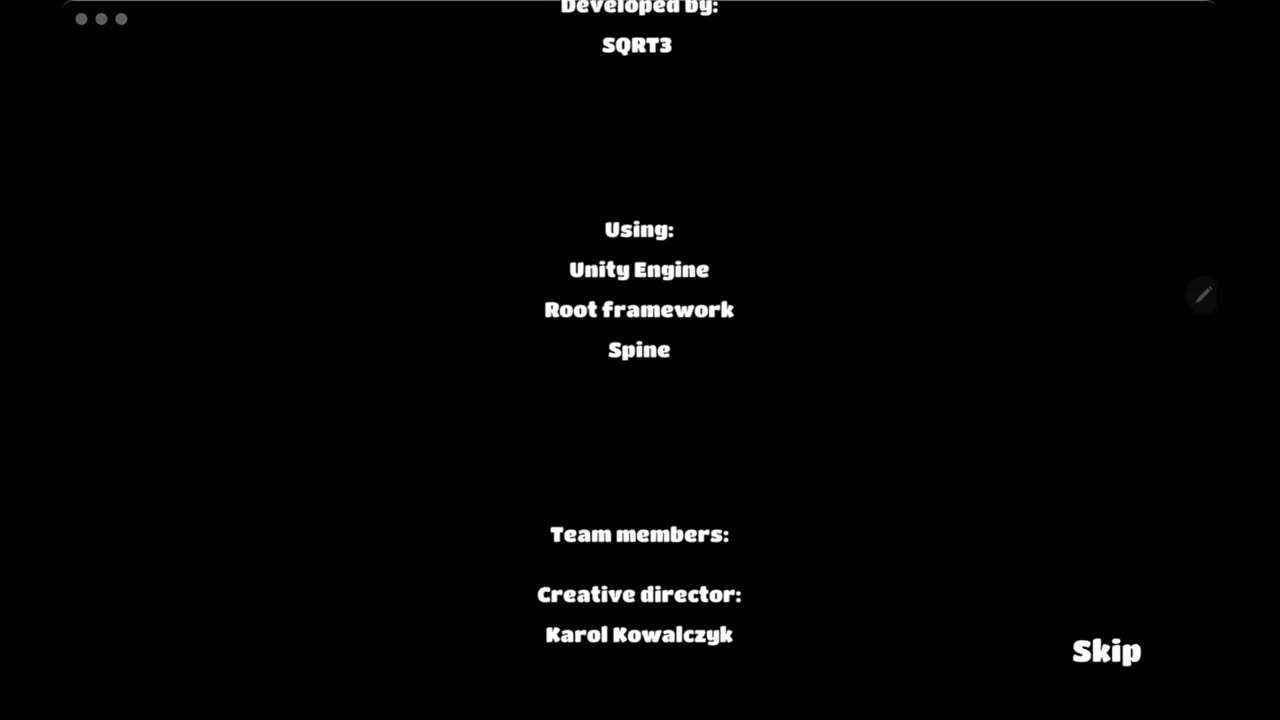 Developed by:
SQRT3
Using:
Unity Engine
Root framework
Spine
Team members:
Creative director:
Karol Kowalczyk
Skip